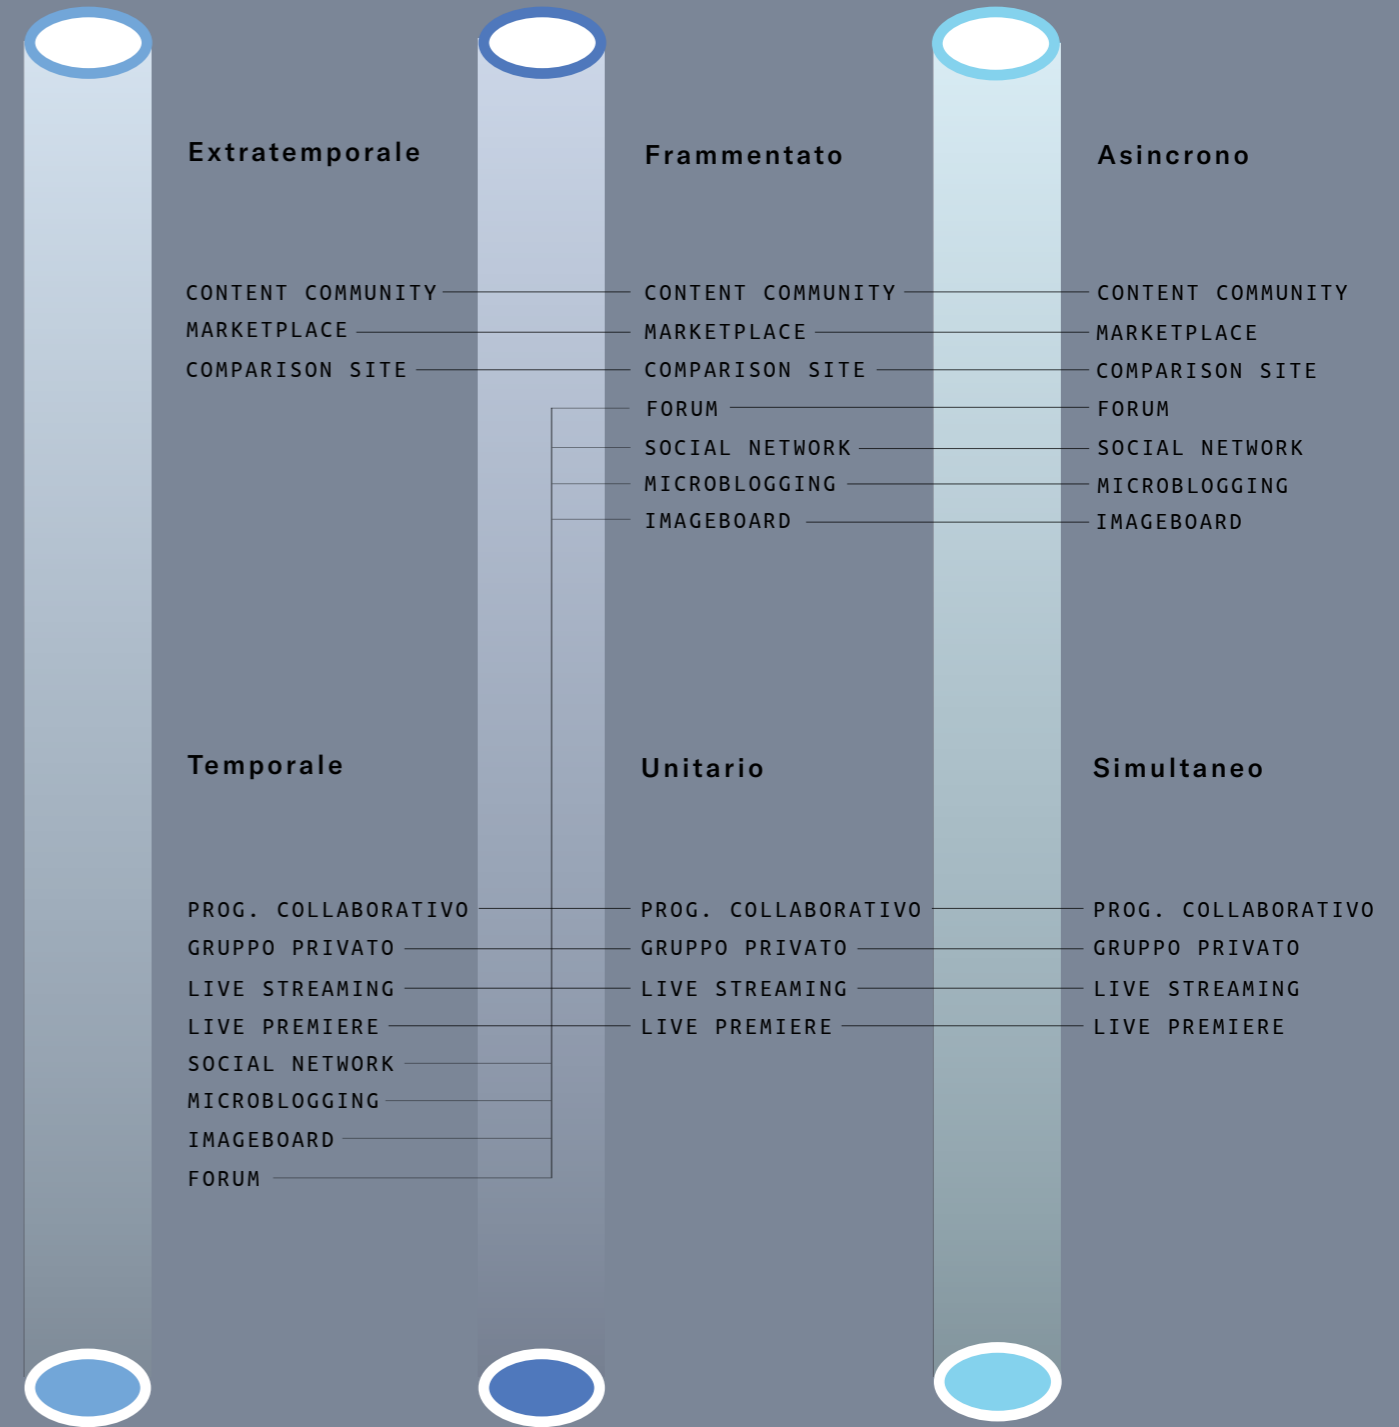 Extratemporale
CONTENT COMMUNITY
MARKETPLACE
COMPARISON SITE
Frammentato
CONTENT COMMUNITY
MARKETPLACE
COMPARISON SITE
FORUM
SOCIAL NETWORK
MICROBLOGGING
IMAGEBOARD
Asincrono
CONTENT COMMUNITY
MARKETPLACE
COMPARISON SITE
FORUM
SOCIAL NETWORK
MICROBLOGGING
IMAGEBOARD
Temporale
PROG. COLLABORATIVO
GRUPPO PRIVATO
LIVE STREAMING
LIVE PREMIERE
SOCIAL NETWORK
MICROBLOGGING
IMAGEBOARD
FORUM
Unitario
PROG. COLLABORATIVO
GRUPPO PRIVATO
LIVE STREAMING
LIVE PREMIERE
Simultaneo
PROG. COLLABORATIVO
GRUPPO PRIVATO
LIVE STREAMING
LIVE PREMIERE